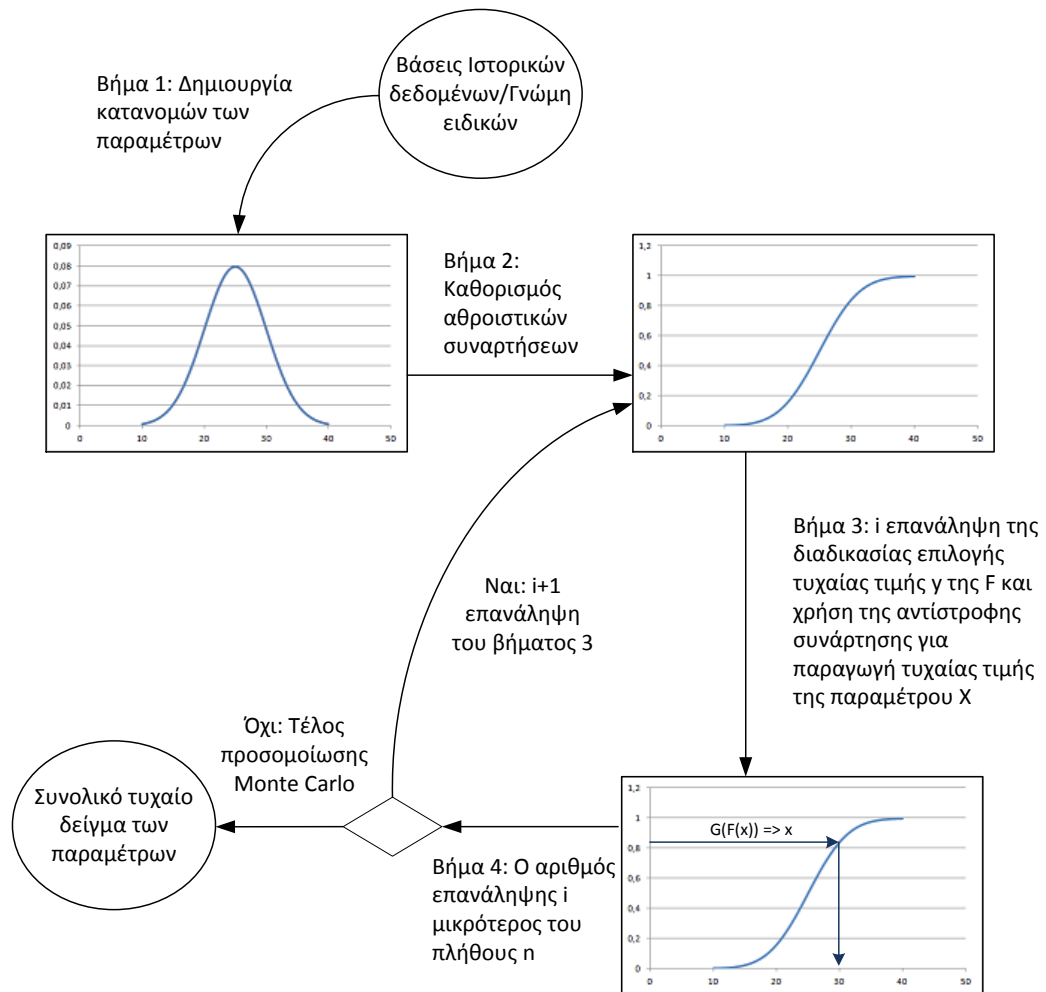 Βάσεις Ιστορικών
δεδομένων/Γνώμη
ειδικών
Βήμα 1: Δημιουργία
κατανομών των
παραμέτρων
0,09
0,08
0,07
0,06
0,05
0,04
0,03
0,02
0,01
0
0 10 20 30 40 50
Βήμα 2:
Καθορισμός
αθροιστικών
συναρτήσεων
1,2
1
0,8
0,6
0,4
0,2
0
0 10 20 30 40 50
Βήμα 3: i επανάληψη της
διαδικασίας επιλογής
τυχαίας τιμής y της F και
χρήση της αντίστροφης
συνάρτησης για
παραγωγή τυχαίας τιμής
της παραμέτρου X
Ναι: i+1
επανάληψη
του βήματος 3
Όχι: Τέλος
προσομοίωσης
Monte Carlo
Συνολικό τυχαίο
δείγμα των
παραμέτρων
Βήμα 4: Ο αριθμός
επανάληψης i
μικρότερος του
πλήθους n
1,2
1
0,8
0,6
0,4
0,2
0
G(F(x)) => x
0 10 20 30 40 50